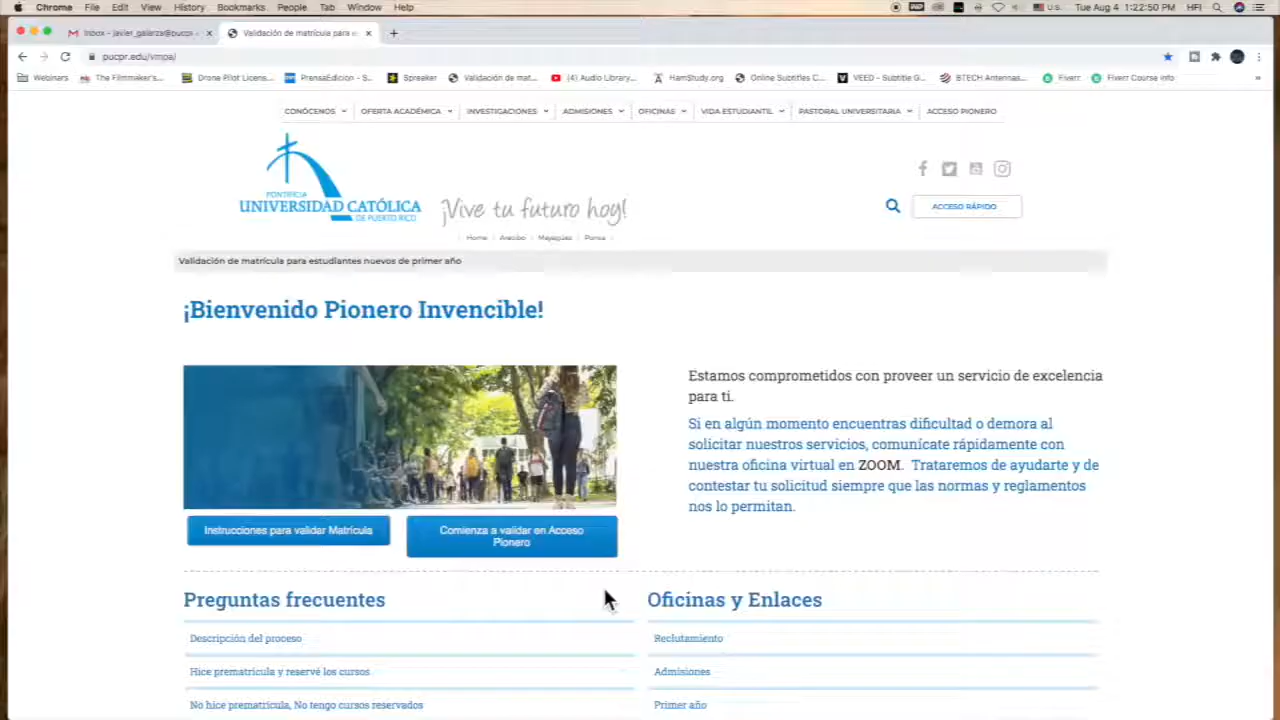 Chrome File Edit View History Bookmarks People Tab Window Help U.S. Tue Aug 4 1:22:50 PM HFI
Inbox - javier_galarza@pucpr Validación de matrícula para e
pucpr.edu/vmpa/
Webinars The Filmmaker's... Drone Pilot Licens... PrensaEdicion - S... Spreaker Validación de mat... (4) Audio Library... HamStudy.org Online Subtitles C... VEED - Subtitle G... BTECH Antennas... Fiverr Fiverr Course Info
CONÓCENOS OFERTA ACADÉMICA INVESTIGACIONES ADMISIONES OFICINAS VIDA ESTUDIANTIL PASTORAL UNIVERSITARIA ACCESO PIONERO
PONTIFICIA
UNIVERSIDAD CATÓLICA
DE PUERTO RICO
¡Vive tu futuro hoy!
ACCESO RÁPIDO
Home Arecibo Mayagüez Ponce
Validación de matrícula para estudiantes nuevos de primer año
¡Bienvenido Pionero Invencible!
Estamos comprometidos con proveer un servicio de excelencia
para ti.
Si en algún momento encuentras dificultad o demora al
solicitar nuestros servicios, comunícate rápidamente con
nuestra oficina virtual en ZOOM. Trataremos de ayudarte y de
contestar tu solicitud siempre que las normas y reglamentos
nos lo permitan.
Instrucciones para validar Matrícula
Comienza a validar en Acceso
Pionero
Preguntas frecuentes
Descripción del proceso
Hice prematrícula y reservé los cursos
No hice prematrícula, No tengo cursos reservados
Oficinas y Enlaces
Reclutamiento
Admisiones
Primer año